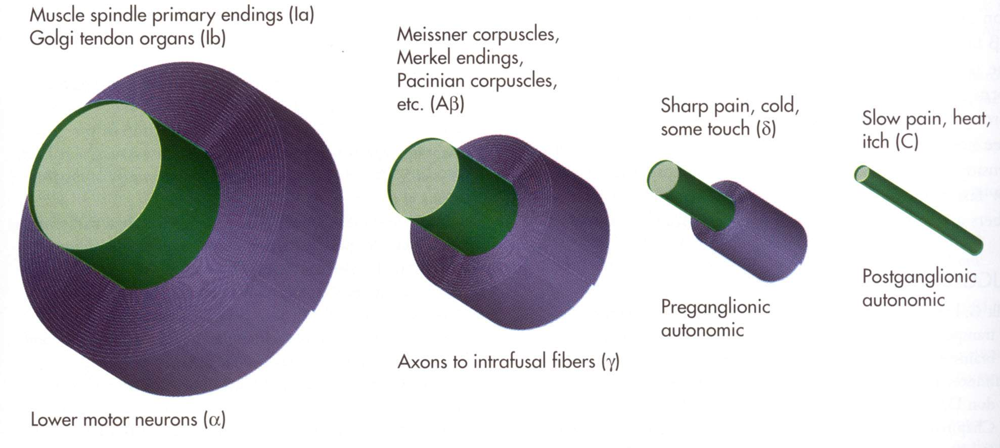 Muscle spindle primary endings (Ia)
Golgi tendon organs (Ib)
Lower motor neurons (α)
Meissner corpuscles,
Merkel endings,
Pacinian corpuscles,
etc. (Aβ)
Axons to intrafusal fibers (γ)
Sharp pain, cold,
some touch (δ)
Preganglionic
autonomic
Slow pain, heat,
itch (C)
Postganglionic
autonomic